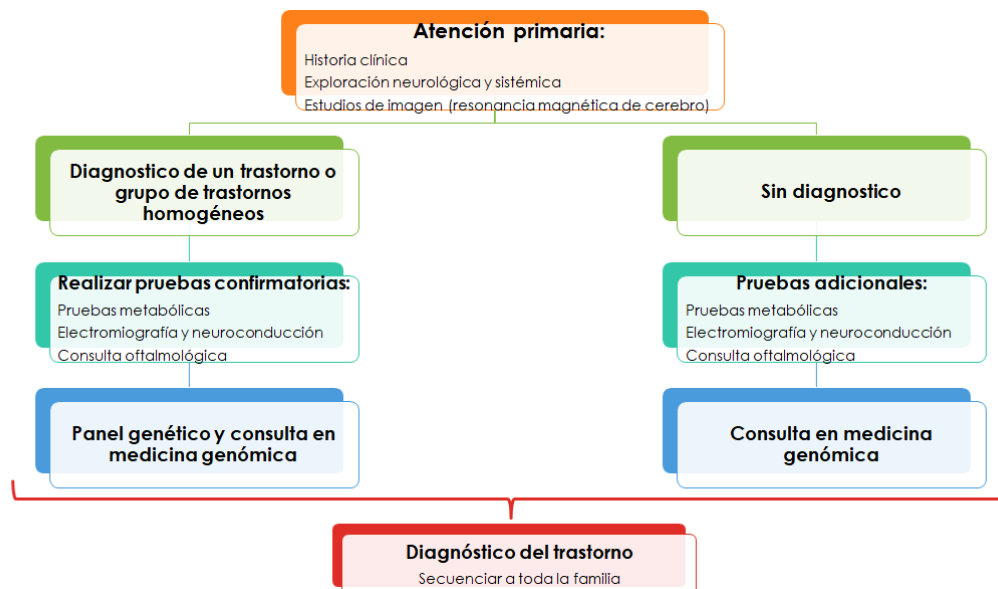 Atención primaria:
Historia clínica
Exploración neurológica y sistémica
Estudios de imagen (resonancia magnética de cerebro)
Diagnostico de un trastorno o
grupo de trastornos
homogéneos
Sin diagnostico
Realizar pruebas confirmatorias:
Pruebas metabólicas
Electromiografía y neuroconducción
Consulta oftalmológica
Pruebas adicionales:
Pruebas metabólicas
Electromiografía y neuroconducción
Consulta oftalmológica
Panel genético y consulta en
medicina genómica
Consulta en medicina
genómica
Diagnóstico del trastorno
Secuenciar a toda la familia